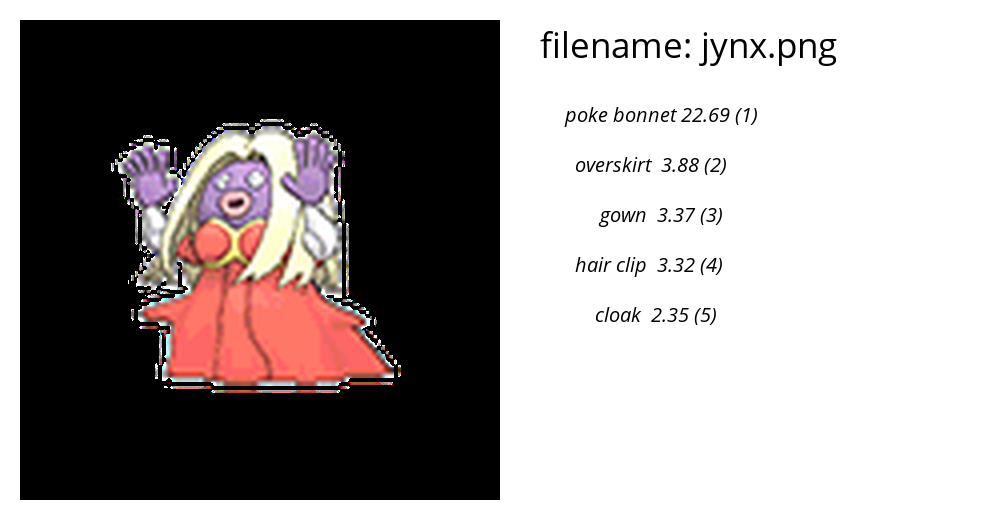 filename: jynx.png
poke bonnet 22.69 (1)
overskirt 3.88 (2)
gown 3.37 (3)
hair clip 3.32 (4)
cloak 2.35 (5)